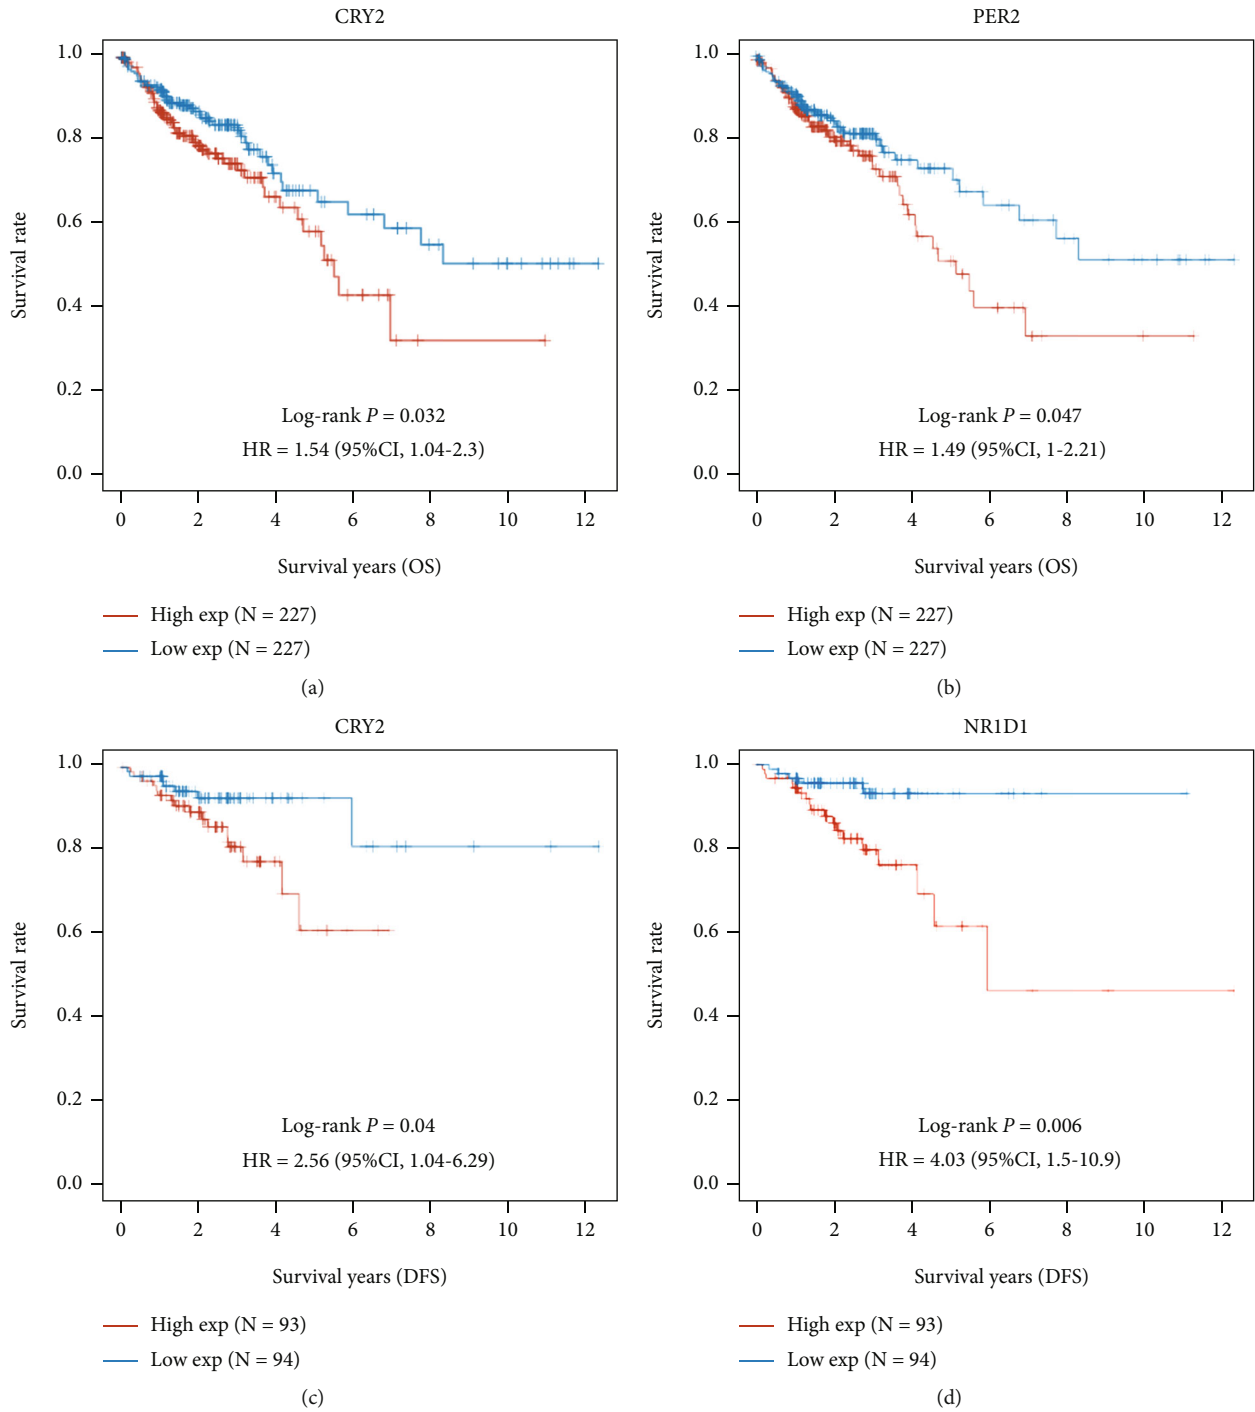 CRY2
1.0
0.8
0.6
0.4
0.2
0.0
Survival rate
Log-rank P = 0.032
HR = 1.54 (95%CI, 1.04-2.3)
0 2 4 6 8 10 12
Survival years (OS)
High exp (N = 227)
Low exp (N = 227)
(a)
PER2
1.0
0.8
0.6
0.4
0.2
0.0
Survival rate
Log-rank P = 0.047
HR = 1.49 (95%CI, 1-2.21)
0 2 4 6 8 10 12
Survival years (OS)
High exp (N = 227)
Low exp (N = 227)
(b)
CRY2
1.0
0.8
0.6
0.4
0.2
0.0
Survival rate
Log-rank P = 0.04
HR = 2.56 (95%CI, 1.04-6.29)
0 2 4 6 8 10 12
Survival years (DFS)
High exp (N = 93)
Low exp (N = 94)
(c)
NR1D1
1.0
0.8
0.6
0.4
0.2
0.0
Survival rate
Log-rank P = 0.006
HR = 4.03 (95%CI, 1.5-10.9)
0 2 4 6 8 10 12
Survival years (DFS)
High exp (N = 93)
Low exp (N = 94)
(d)